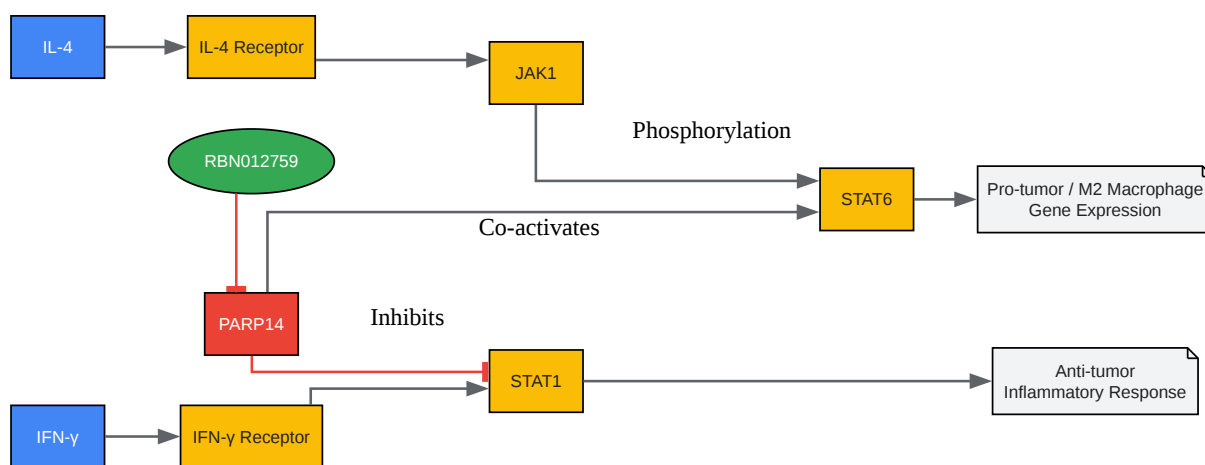 IL-4
IL-4 Receptor
JAK1
Phosphorylation
RBN012759
STAT6
Pro-tumor / M2 Macrophage
Gene Expression
Co-activates
PARP14
Inhibits
STAT1
Anti-tumor
Inflammatory Response
IFN-γ
IFN-γ Receptor